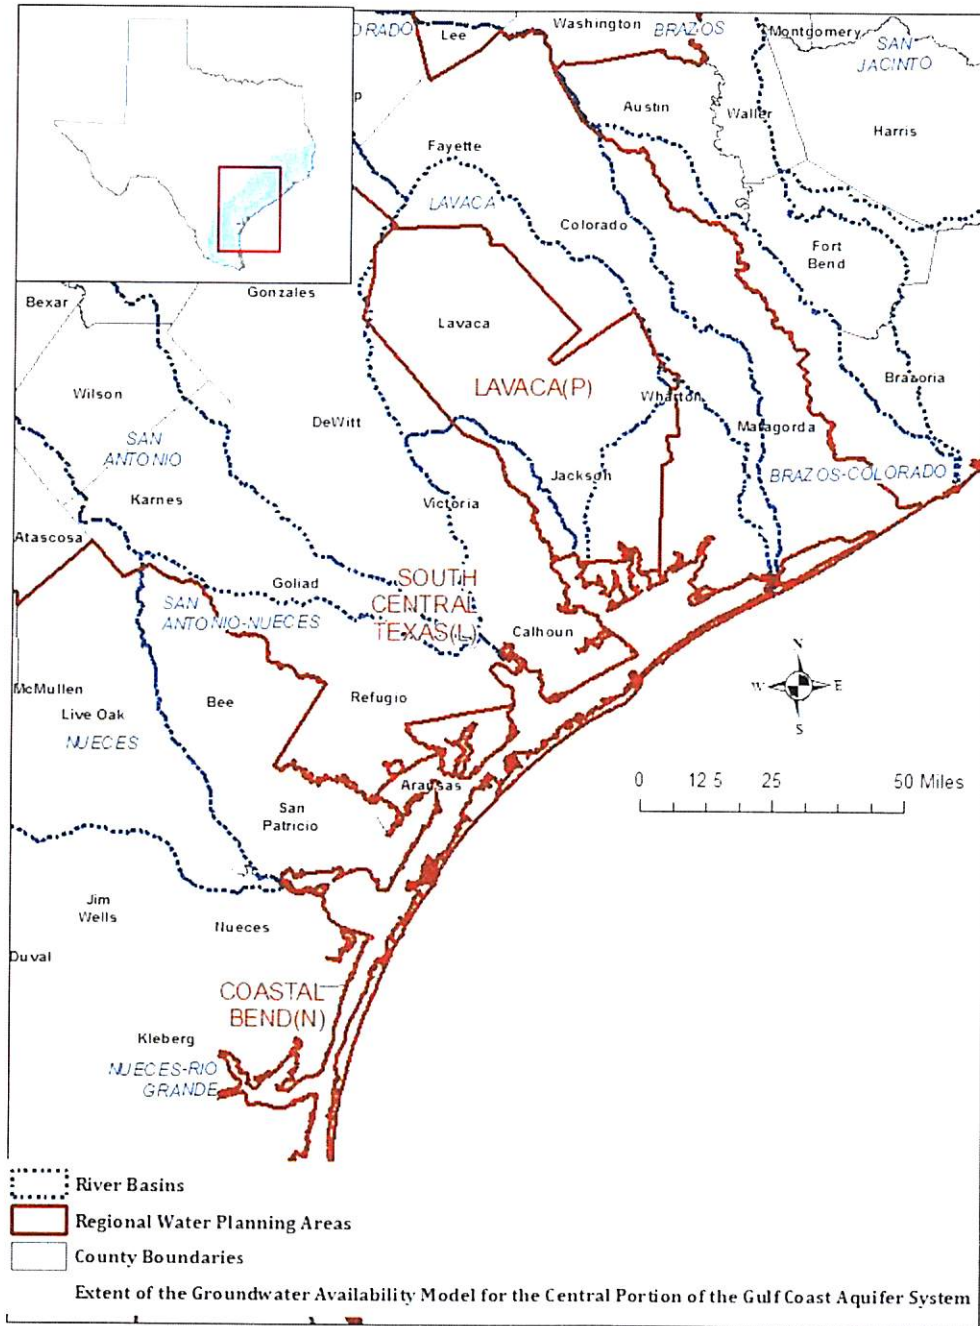 Washington
BRAZOS
Montgomery
ORADO
Lee
SAN
JACINTO
Austin
Waller
Harris
Fayette
LAVACA
Colorado
Fort
Bend
Gonzales
Bexar
Lavaca
Brazoria
Wilson
LAVACA(P)
Wharton
DeWitt
Matagorda
SAN
ANTONIO
BRAZOS-COLORADO
Jackson
Karnes
Victoria
Atascosa
Goliad
SOUTH
CENTRAL
TEXAS(L)
SAN
ANTONIO-NUECES
Calhoun
N
W E
S
McMullen
Bee
Refugio
Live Oak
NUECES
Aransas
0 12.5 25 50 Miles
San
Patricio
Jim
Wells
Nueces
Duval
COASTAL
BEND(N)
Kleberg
NUECES-RIO
GRANDE
River Basins
Regional Water Planning Areas
County Boundaries
Extent of the Groundwater Availability Model for the Central Portion of the Gulf Coast Aquifer System